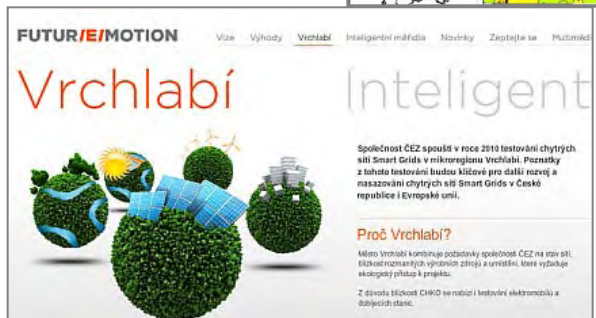 FUTUR/E/MOTION
Vize Výhody Vrchlabí Inteligentní měřidla Novinky Zeptejte se Multimédi
Vrchlabí Inteligent
Společnost ČEZ spouští v roce 2010 testování chytrých
sítí Smart Grids v mikroregionu Vrchlabí. Poznatky
z tohoto testování budou klíčové pro další rozvoj a
nasazování chytrých sítí Smart Grids v České
republice i Evropské unii.
Proč Vrchlabí?
Město Vrchlabí kombinuje požadavky společnosti ČEZ na stav sítí,
blízkost rozmanitých výrobních zdrojů a umístění, které vyžaduje
ekologický přístup k projektu.
Z důvodu blízkosti CHKO se nabízí i testování elektromobilů a
dobíjecích stanic.